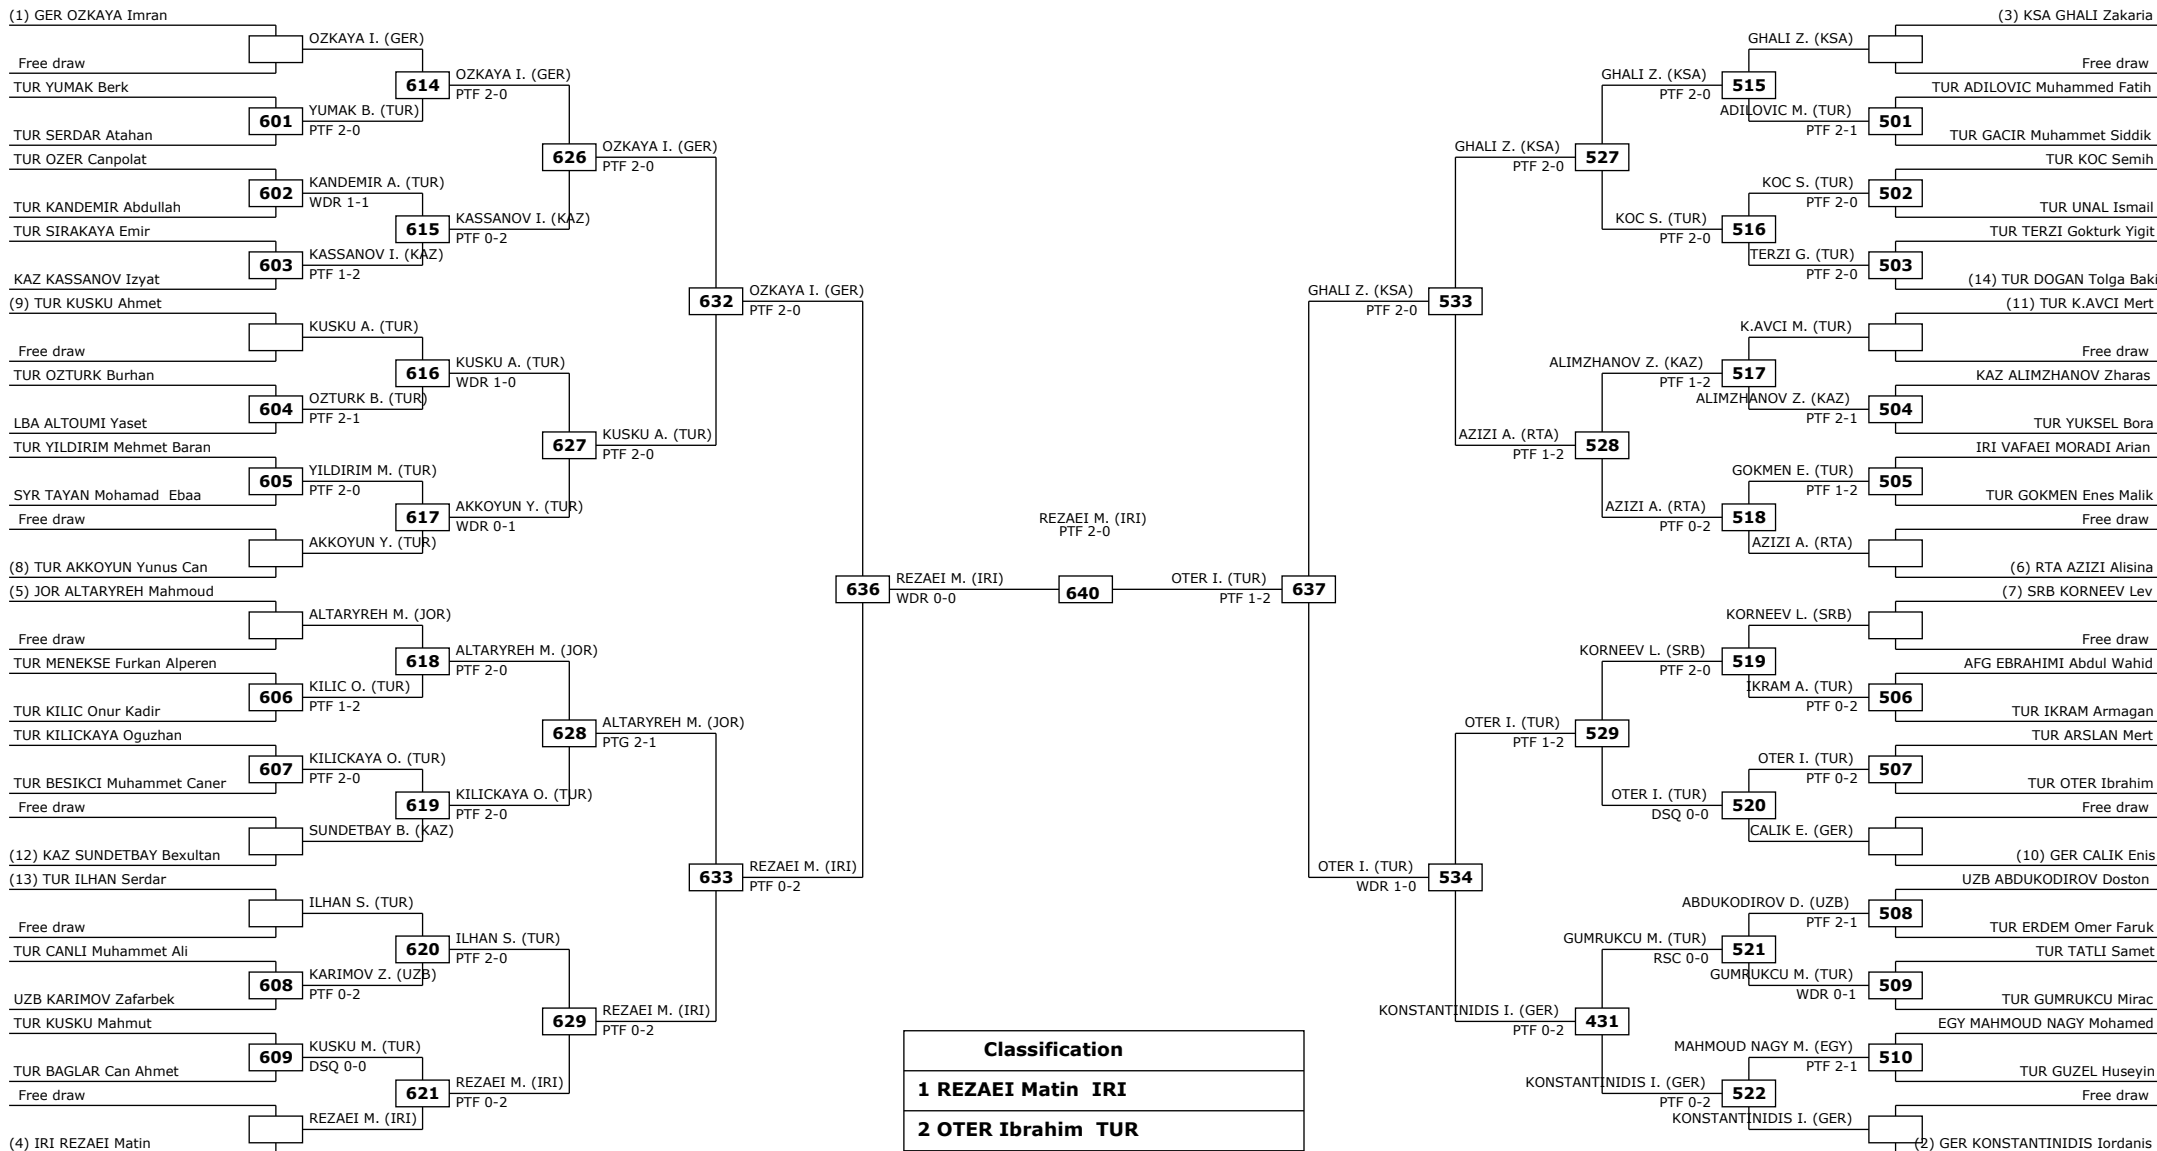 (1) GER OZKAYA Imran
Free draw
TUR YUMAK Berk
TUR SERDAR Atahan
TUR OZER Canpolat
TUR KANDEMIR Abdullah
TUR SIRAKAYA Emir
KAZ KASSANOV Izyat
(9) TUR KUSKU Ahmet
Free draw
TUR OZTURK Burhan
LBA ALTOUMI Yaset
TUR YILDIRIM Mehmet Baran
SYR TAYAN Mohamad  Ebaa
Free draw
(8) TUR AKKOYUN Yunus Can
(5) JOR ALTARYREH Mahmoud
Free draw
TUR MENEKSE Furkan Alperen
TUR KILIC Onur Kadir
TUR KILICKAYA Oguzhan
TUR BESIKCI Muhammet Caner
Free draw
(12) KAZ SUNDETBAY Bexultan
(13) TUR ILHAN Serdar
Free draw
TUR CANLI Muhammet Ali
UZB KARIMOV Zafarbek
TUR KUSKU Mahmut
TUR BAGLAR Can Ahmet
Free draw
(4) IRI REZAEI Matin
OZKAYA I. (GER)
601
YUMAK B. (TUR)
PTF 2-0
602
KANDEMIR A. (TUR)
WDR 1-1
603
KASSANOV I. (KAZ)
PTF 1-2
KUSKU A. (TUR)
604
OZTURK B. (TUR)
PTF 2-1
605
YILDIRIM M. (TUR)
PTF 2-0
AKKOYUN Y. (TUR)
ALTARYREH M. (JOR)
606
KILIC O. (TUR)
PTF 1-2
607
KILICKAYA O. (TUR)
PTF 2-0
SUNDETBAY B. (KAZ)
ILHAN S. (TUR)
608
KARIMOV Z. (UZB)
PTF 0-2
609
KUSKU M. (TUR)
DSQ 0-0
REZAEI M. (IRI)
614
OZKAYA I. (GER)
PTF 2-0
615
KASSANOV I. (KAZ)
PTF 0-2
616
KUSKU A. (TUR)
WDR 1-0
617
AKKOYUN Y. (TUR)
WDR 0-1
618
ALTARYREH M. (JOR)
PTF 2-0
619
KILICKAYA O. (TUR)
PTF 2-0
620
ILHAN S. (TUR)
PTF 2-0
621
REZAEI M. (IRI)
PTF 0-2
626
OZKAYA I. (GER)
PTF 2-0
627
KUSKU A. (TUR)
PTF 2-0
628
ALTARYREH M. (JOR)
PTG 2-1
629
REZAEI M. (IRI)
PTF 0-2
632
OZKAYA I. (GER)
PTF 2-0
633
REZAEI M. (IRI)
PTF 0-2
636
REZAEI M. (IRI)
WDR 0-0
REZAEI M. (IRI)
PTF 2-0
640
OTER I. (TUR)
PTF 1-2
637
GHALI Z. (KSA)
PTF 2-0
533
OTER I. (TUR)
WDR 1-0
534
GHALI Z. (KSA)
PTF 2-0
527
AZIZI A. (RTA)
PTF 1-2
528
OTER I. (TUR)
PTF 1-2
529
KONSTANTINIDIS I. (GER)
PTF 0-2
431
GHALI Z. (KSA)
PTF 2-0
515
KOC S. (TUR)
PTF 2-0
516
ALIMZHANOV Z. (KAZ)
PTF 1-2
517
AZIZI A. (RTA)
PTF 0-2
518
KORNEEV L. (SRB)
PTF 2-0
519
OTER I. (TUR)
DSQ 0-0
520
GUMRUKCU M. (TUR)
RSC 0-0
521
KONSTANTINIDIS I. (GER)
PTF 0-2
522
GHALI Z. (KSA)
ADILOVIC M. (TUR)
PTF 2-1
501
KOC S. (TUR)
PTF 2-0
502
TERZI G. (TUR)
PTF 2-0
503
K.AVCI M. (TUR)
ALIMZHANOV Z. (KAZ)
PTF 2-1
504
GOKMEN E. (TUR)
PTF 1-2
505
AZIZI A. (RTA)
KORNEEV L. (SRB)
IKRAM A. (TUR)
PTF 0-2
506
OTER I. (TUR)
PTF 0-2
507
CALIK E. (GER)
ABDUKODIROV D. (UZB)
PTF 2-1
508
GUMRUKCU M. (TUR)
WDR 0-1
509
MAHMOUD NAGY M. (EGY)
PTF 2-1
510
KONSTANTINIDIS I. (GER)
(3) KSA GHALI Zakaria
Free draw
TUR ADILOVIC Muhammed Fatih
TUR GACIR Muhammet Siddik
TUR KOC Semih
TUR UNAL Ismail
TUR TERZI Gokturk Yigit
(14) TUR DOGAN Tolga Baki
(11) TUR K.AVCI Mert
Free draw
KAZ ALIMZHANOV Zharas
TUR YUKSEL Bora
IRI VAFAEI MORADI Arian
TUR GOKMEN Enes Malik
Free draw
(6) RTA AZIZI Alisina
(7) SRB KORNEEV Lev
Free draw
AFG EBRAHIMI Abdul Wahid
TUR IKRAM Armagan
TUR ARSLAN Mert
TUR OTER Ibrahim
Free draw
(10) GER CALIK Enis
UZB ABDUKODIROV Doston
TUR ERDEM Omer Faruk
TUR TATLI Samet
TUR GUMRUKCU Mirac
EGY MAHMOUD NAGY Mohamed
TUR GUZEL Huseyin
Free draw
(2) GER KONSTANTINIDIS Iordanis
Classification
1 REZAEI Matin  IRI
2 OTER Ibrahim  TUR